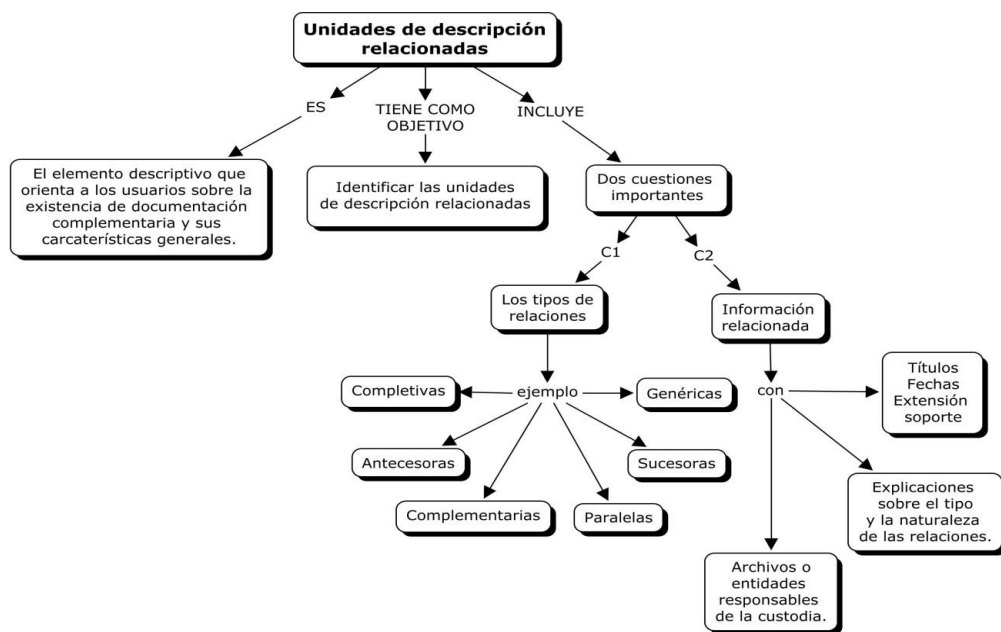 Unidades de descripción
relacionadas
ES
TIENE COMO
OBJETIVO
INCLUYE
El elemento descriptivo que
orienta a los usuarios sobre la
existencia de documentación
complementaria y sus
carcaterísticas generales.
Identificar las unidades
de descripción relacionadas
Dos cuestiones
importantes
C1
C2
Los tipos de
relaciones
Información
relacionada
Completivas
ejemplo
Genéricas
con
Títulos
Fechas
Extensión
soporte
Antecesoras
Sucesoras
Complementarias
Paralelas
Explicaciones
sobre el tipo
y la naturaleza
de las relaciones.
Archivos o
entidades
responsables
de la custodia.